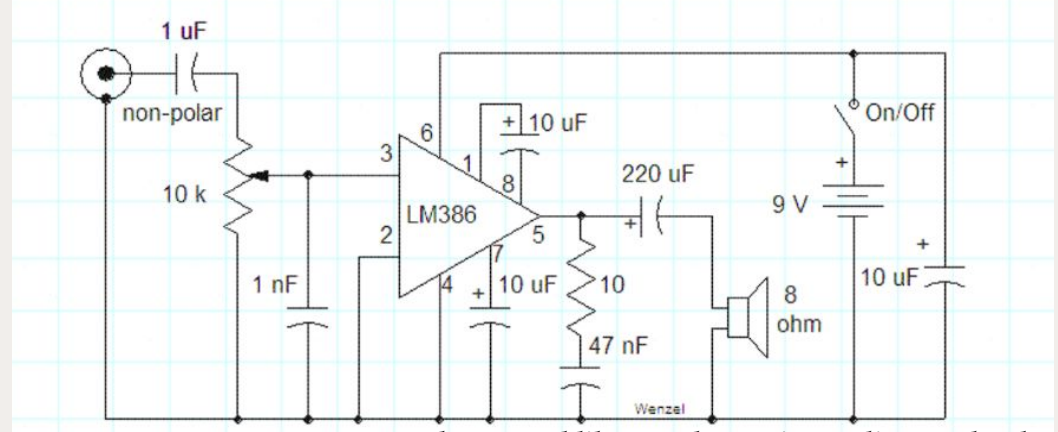 1 uF
non-polar
10 k
1 nF
3
2
6
1
8
LM386
5
7
4
+ 10 uF
+ 10 uF
10
47 nF
220 uF
+
8
ohm
On/Off
+
9 V
+
10 uF
Wenzel